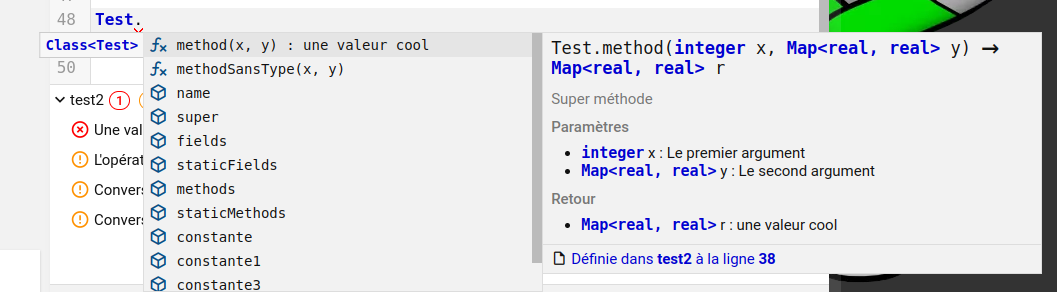 47
48 Test.
Class<Test>
50
test2 1
Une val
L'opérat
Convers
Convers
method(x, y) : une valeur cool
methodSansType(x, y)
name
super
fields
staticFields
methods
staticMethods
constante
constante1
constante3
Test.method(integer x, Map<real, real> y) →
Map<real, real> r
Super méthode
Paramètres
• integer x : Le premier argument
• Map<real, real> y : Le second argument
Retour
• Map<real, real> r : une valeur cool
Définie dans test2 à la ligne 38